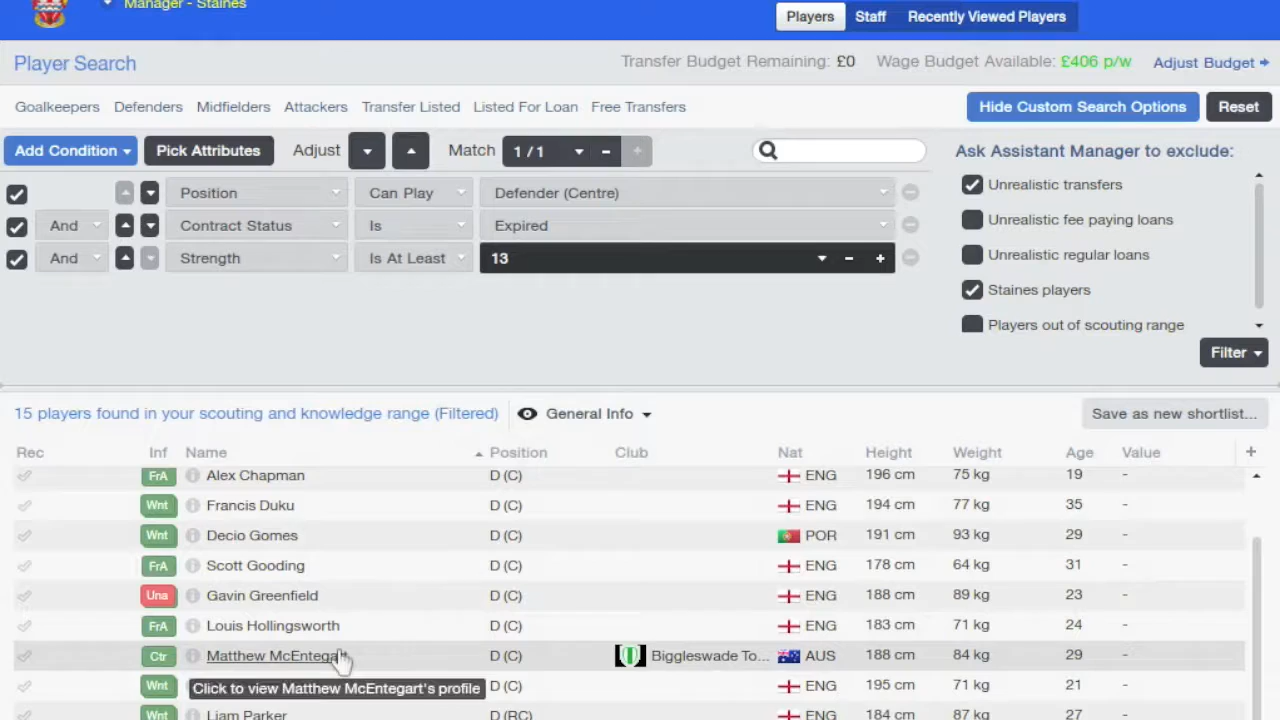 Manager - Staines
Players Staff Recently Viewed Players
Player Search Transfer Budget Remaining: £0 Wage Budget Available: £406 p/w Adjust Budget
Goalkeepers Defenders Midfielders Attackers Transfer Listed Listed For Loan Free Transfers Hide Custom Search Options Reset
Add Condition Pick Attributes Adjust Match 1 / 1 - + Ask Assistant Manager to exclude:
Position Can Play Defender (Centre) Unrealistic transfers
And Contract Status Is Expired Unrealistic fee paying loans
And Strength Is At Least 13 - + Unrealistic regular loans
Staines players
Players out of scouting range
Filter
15 players found in your scouting and knowledge range (Filtered) General Info Save as new shortlist...
Rec Inf Name Position Club Nat Height Weight Age Value +
FrA Alex Chapman D (C) ENG 196 cm 75 kg 19 -
Wnt Francis Duku D (C) ENG 194 cm 77 kg 35 -
Wnt Decio Gomes D (C) POR 191 cm 93 kg 29 -
FrA Scott Gooding D (C) ENG 178 cm 64 kg 31 -
Una Gavin Greenfield D (C) ENG 188 cm 89 kg 23 -
FrA Louis Hollingsworth D (C) ENG 183 cm 71 kg 24 -
Ctr Matthew McEntegart D (C) Biggleswade To... AUS 188 cm 84 kg 29 -
Wnt Click to view Matthew McEntegart's profile D (C) ENG 195 cm 71 kg 21 -
Wnt Liam Parker D (RC) ENG 184 cm 87 kg 27 -